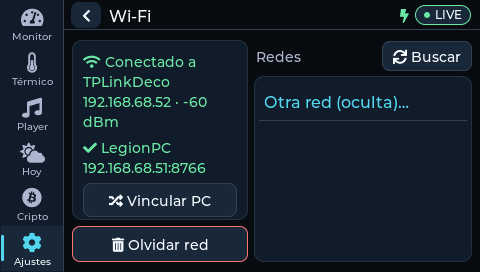 Wi-Fi
LIVE
Monitor
Térmico
Player
Hoy
Cripto
Ajustes
Conectado a
TPLinkDeco
192.168.68.52 · -60
dBm
LegionPC
192.168.68.51:8766
Vincular PC
Olvidar red
Redes
Buscar
Otra red (oculta)...